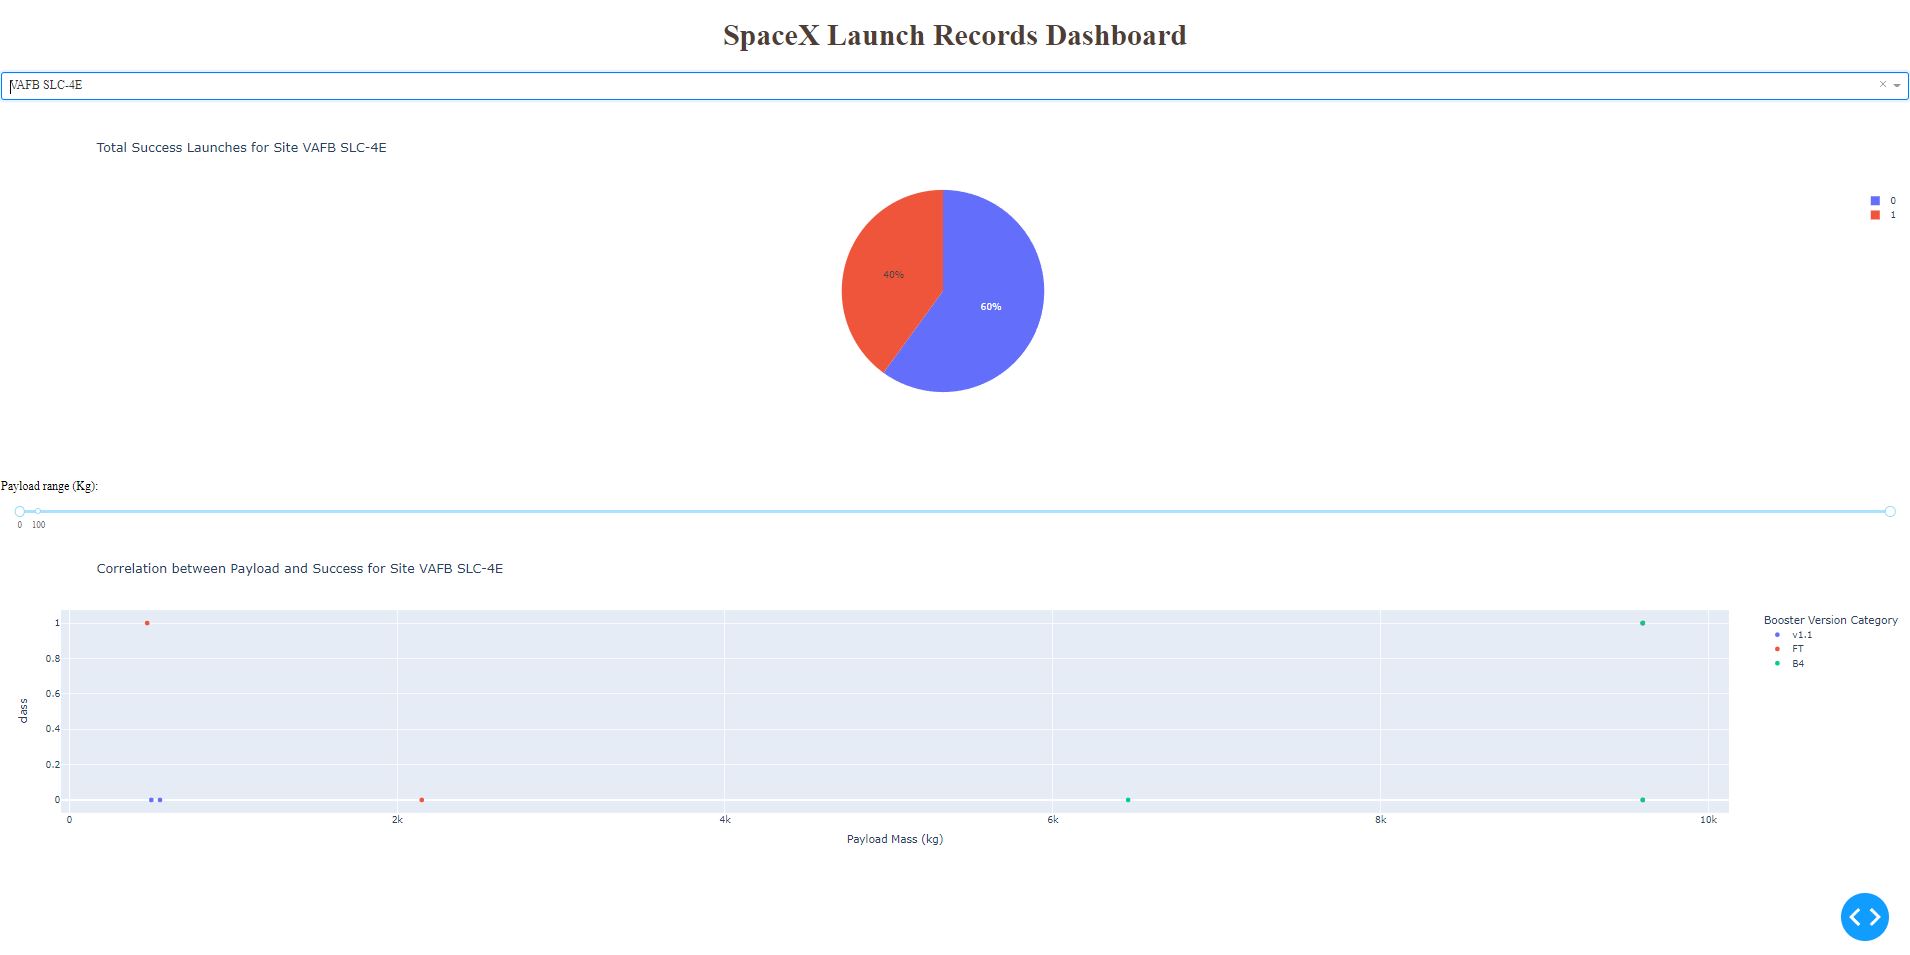 SpaceX Launch Records Dashboard
VAFB SLC-4E
Total Success Launches for Site VAFB SLC-4E
0
1
40%
60%
Payload range (Kg):
0 100
Correlation between Payload and Success for Site VAFB SLC-4E
Booster Version Category
v1.1
FT
B4
1
0.8
0.6
0.4
0.2
0
class
0 2k 4k 6k 8k 10k
Payload Mass (kg)